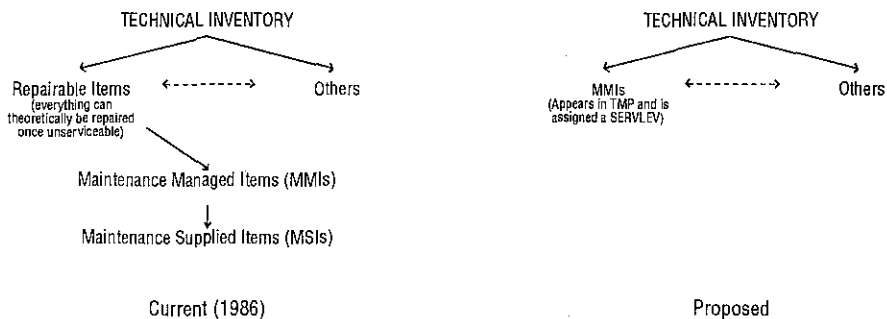 TECHNICAL INVENTORY
Repairable Items
(everything can
theoretically be repaired
once unserviceable)
Others
Maintenance Managed Items (MMIs)
Maintenance Supplied Items (MSIs)
Current (1986)
TECHNICAL INVENTORY
MMIs
(Appears in TMP and is
assigned a SERVLEV)
Others
Proposed